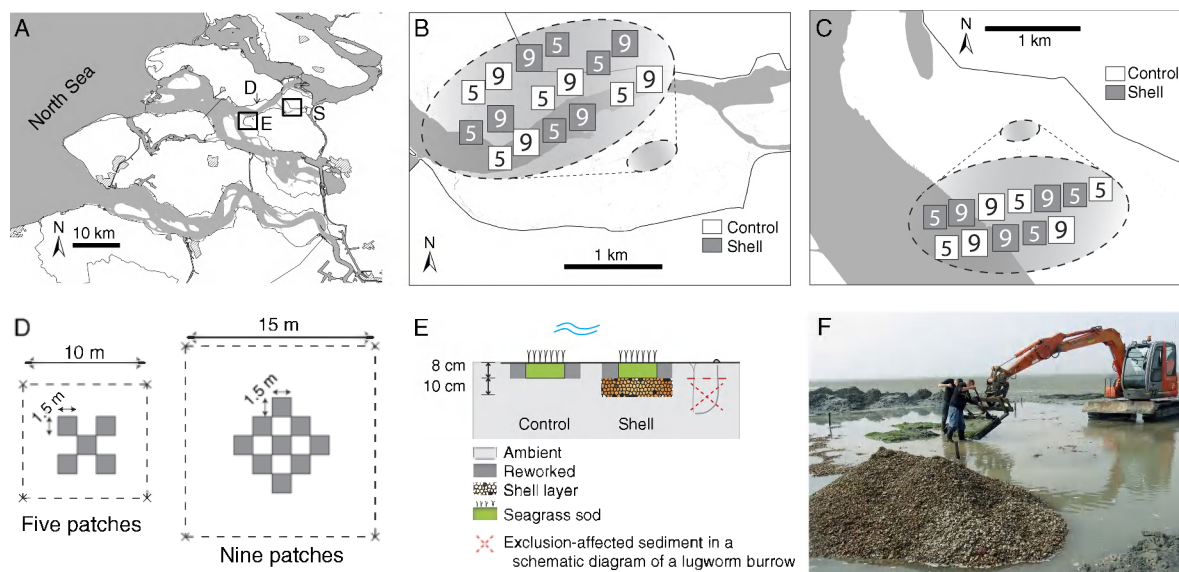 A
North Sea
D
E
S
N
10 km
B
9 5 9
5
5 9 9 5 9 5
5 9 9 5
9 5
Control
Shell
N
1 km
C
N
1 km
Control
Shell
5 9 9 5 9 5 5
5 9 9 5 9
D
10 m
1.5 m
1.5 m
Five patches
15 m
1.5 m
Nine patches
E
8 cm
10 cm
Control Shell
Ambient
Reworked
Shell layer
Seagrass sod
Exclusion-affected sediment in a
schematic diagram of a lugworm burrow
F